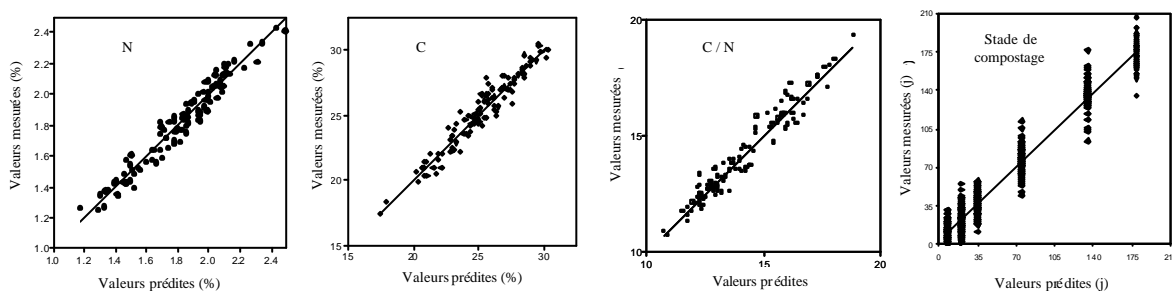 N
Valeurs mesurées (%)
2.4
2.2
2.0
1.8
1.6
1.4
1.2
1.0
1.0 1.2 1.4 1.6 1.8 2.0 2.2 2.4
Valeurs prédites (%)
C
Valeurs mesurées (%)
30
25
20
15
15 20 25 30
Valeurs prédites (%)
C / N
Valeurs mesurées
20
15
10
10 15 20
Valeurs prédites
Stade de
compostage
Valeurs mesurées (j)
210
175
140
105
70
35
0
0 35 70 105 140 175 21
Valeurs prédites (j)